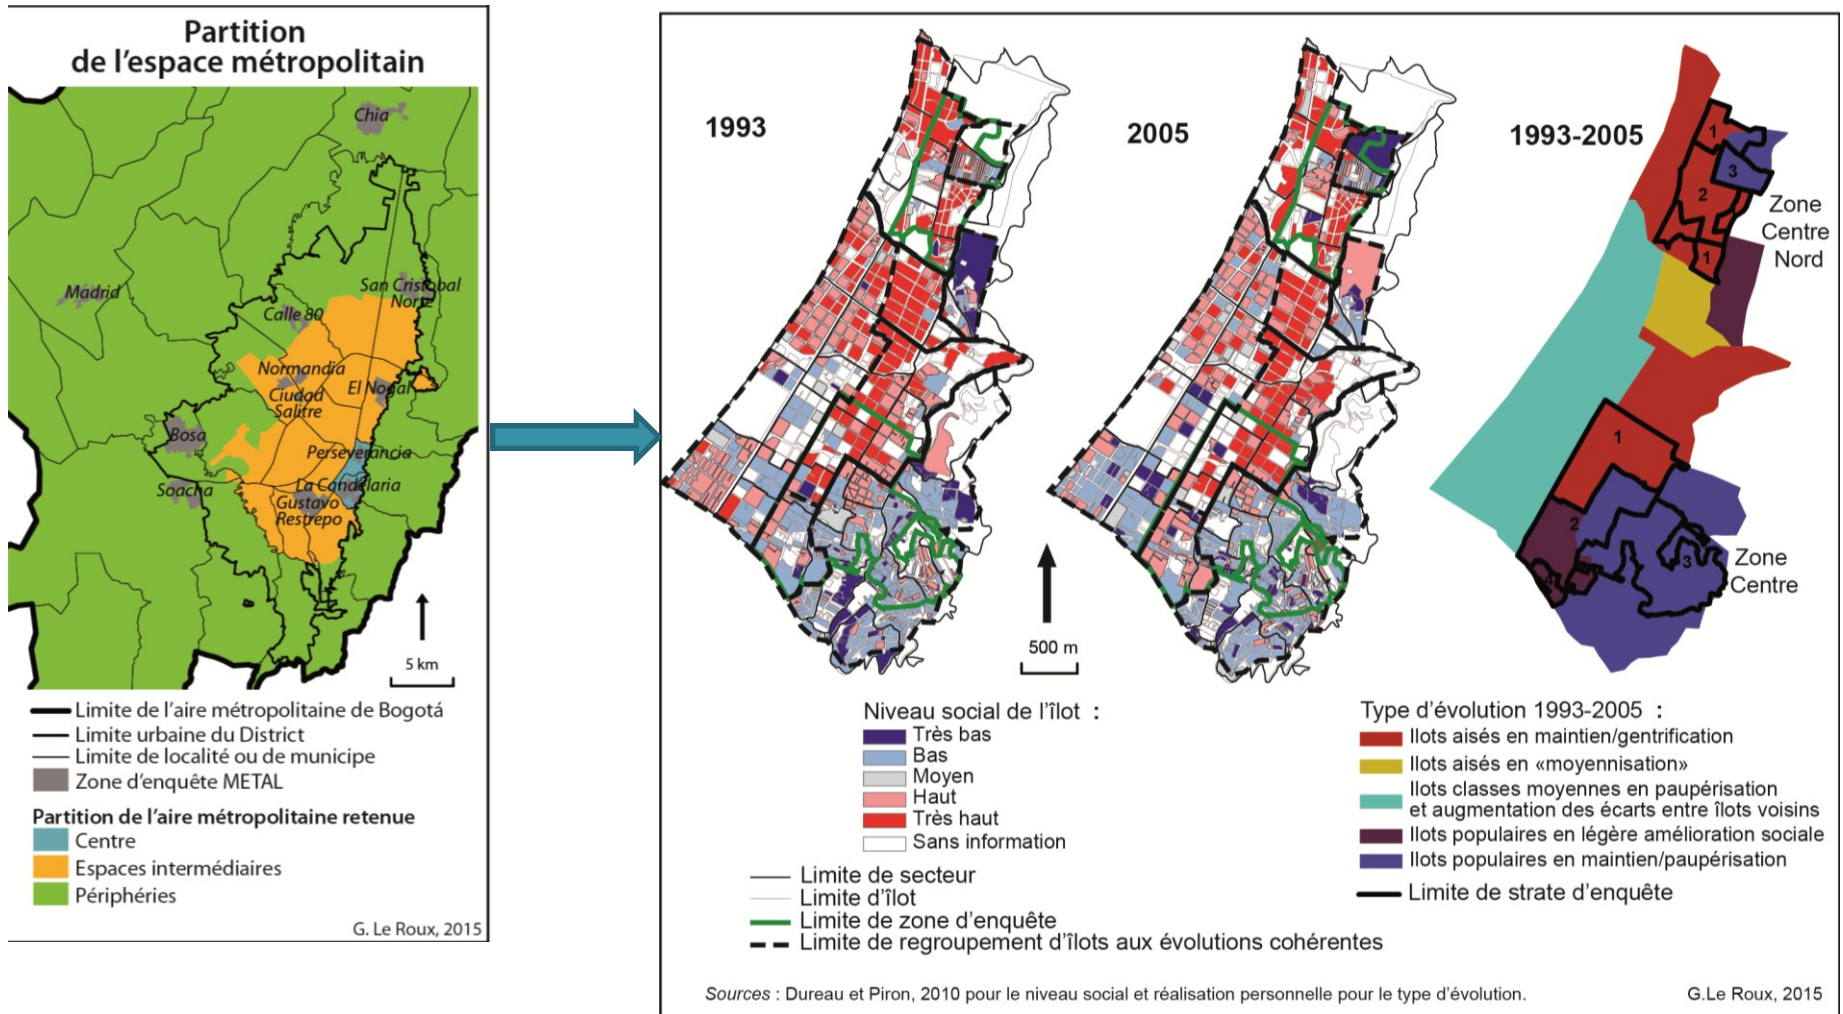 Partition
de l'espace métropolitain
Chia
Madrid
San Cristobal
Norte
Calle 80
Normandia
El Nogal
Ciudad
Salitre
Bosa
Perseverancia
Soacha
La Candelaria
Gustavo
Restrepo
5 km
Limite de l'aire métropolitaine de Bogotá
Limite urbaine du District
Limite de localité ou de municipe
Zone d'enquête METAL
Partition de l'aire métropolitaine retenue
Centre
Espaces intermédiaires
Périphéries
G. Le Roux, 2015
1993
2005
1993-2005
1
3
2
Zone
Centre
Nord
1
1
2
3
4
Zone
Centre
500 m
Niveau social de l'îlot :
Très bas
Bas
Moyen
Haut
Très haut
Sans information
Limite de secteur
Limite d'îlot
Limite de zone d'enquête
Limite de regroupement d'îlots aux évolutions cohérentes
Type d'évolution 1993-2005 :
Ilots aisés en maintien/gentrification
Ilots aisés en «moyennisation»
Ilots classes moyennes en paupérisation
et augmentation des écarts entre îlots voisins
Ilots populaires en légère amélioration sociale
Ilots populaires en maintien/paupérisation
Limite de strate d'enquête
Sources : Dureau et Piron, 2010 pour le niveau social et réalisation personnelle pour le type d'évolution.
G.Le Roux, 2015